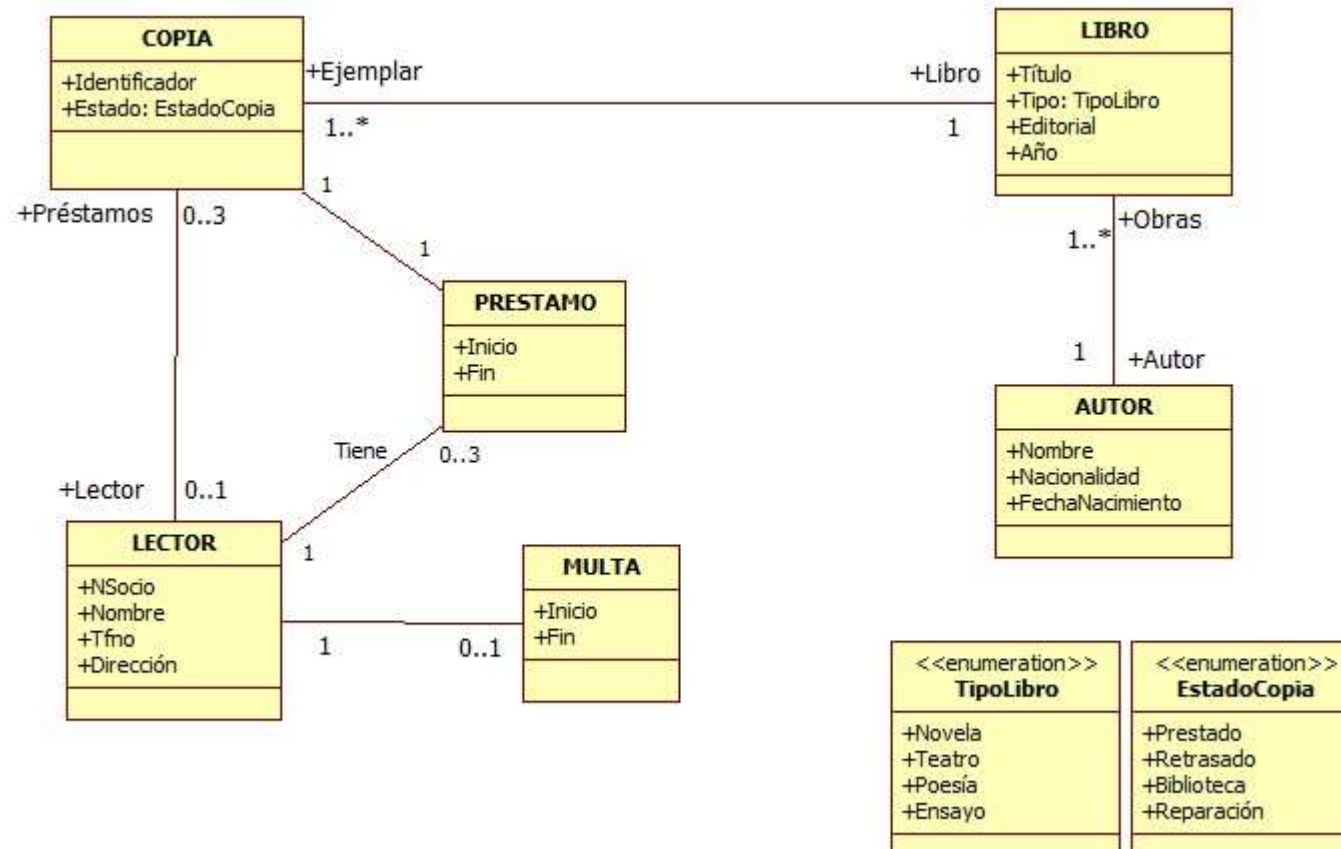 COPIA
+Identificador
+Estado: EstadoCopia
+Ejemplar
1..*
+Libro
1
LIBRO
+Título
+Tipo: TipoLibro
+Editorial
+Año
+Préstamos
0..3
1
1
+Obras
1..*
PRESTAMO
+Inicio
+Fin
1
+Autor
AUTOR
+Nombre
+Nacionalidad
+FechaNacimiento
Tiene
0..3
+Lector
0..1
LECTOR
+NSocio
+Nombre
+Tfno
+Dirección
1
1
0..1
MULTA
+Inicio
+Fin
<<enumeration>>
TipoLibro
+Novela
+Teatro
+Poesía
+Ensayo
<<enumeration>>
EstadoCopia
+Prestado
+Retrasado
+Biblioteca
+Reparación